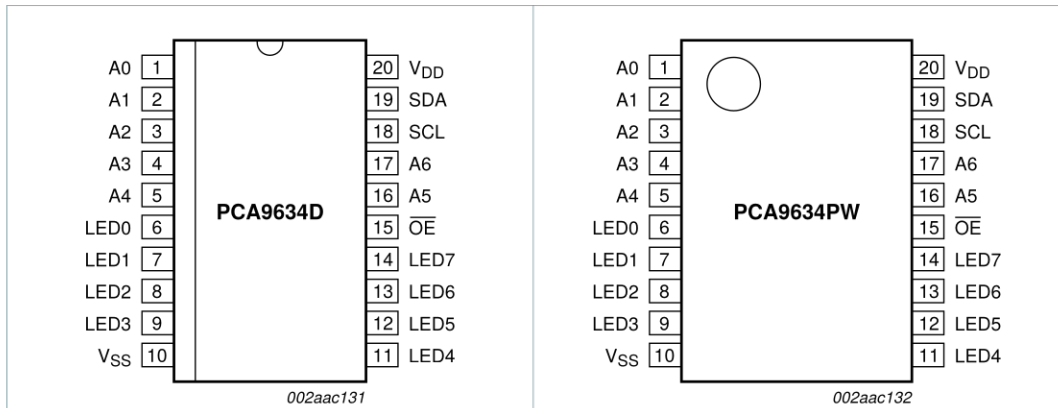 A0 1 20 VDD
A1 2 19 SDA
A2 3 18 SCL
A3 4 17 A6
A4 5 16 A5
PCA9634D
LED0 6 15 OE
LED1 7 14 LED7
LED2 8 13 LED6
LED3 9 12 LED5
VSS 10 11 LED4
002aac131
A0 1 20 VDD
A1 2 19 SDA
A2 3 18 SCL
A3 4 17 A6
A4 5 16 A5
PCA9634PW
LED0 6 15 OE
LED1 7 14 LED7
LED2 8 13 LED6
LED3 9 12 LED5
VSS 10 11 LED4
002aac132